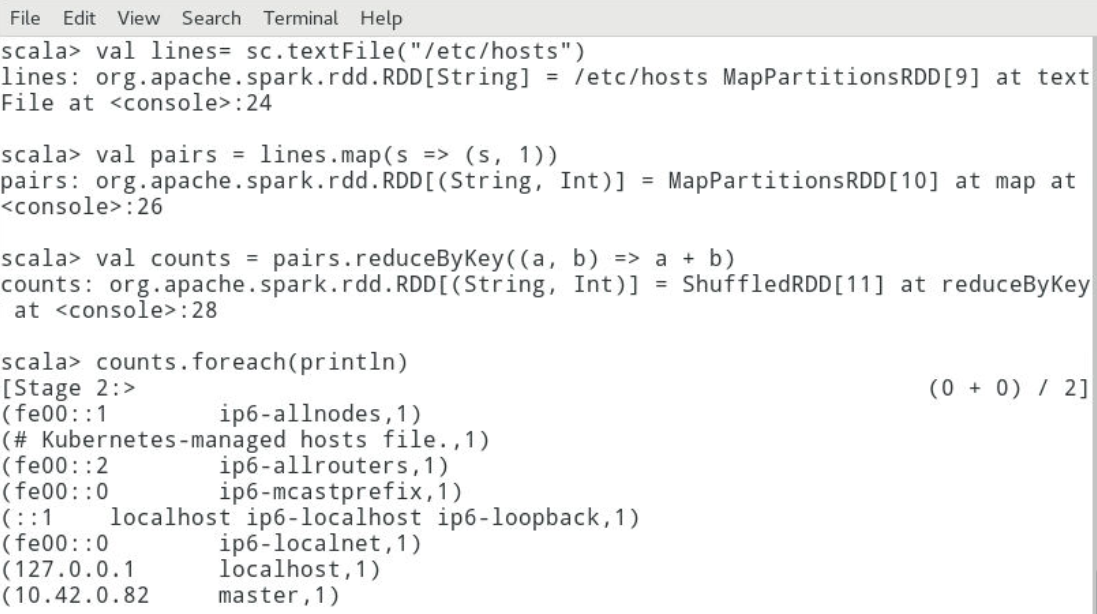 File Edit View Search Terminal Help
scala> val lines= sc.textFile("/etc/hosts")
lines: org.apache.spark.rdd.RDD[String] = /etc/hosts MapPartitionsRDD[9] at text
File at <console>:24
scala> val pairs = lines.map(s => (s, 1))
pairs: org.apache.spark.rdd.RDD[(String, Int)] = MapPartitionsRDD[10] at map at
<console>:26
scala> val counts = pairs.reduceByKey((a, b) => a + b)
counts: org.apache.spark.rdd.RDD[(String, Int)] = ShuffledRDD[11] at reduceByKey
 at <console>:28
scala> counts.foreach(println)
[Stage 2:>                                                          (0 + 0) / 2]
(fe00::1        ip6-allnodes,1)
(# Kubernetes-managed hosts file.,1)
(fe00::2        ip6-allrouters,1)
(fe00::0        ip6-mcastprefix,1)
(::1    localhost ip6-localhost ip6-loopback,1)
(fe00::0        ip6-localnet,1)
(127.0.0.1      localhost,1)
(10.42.0.82     master,1)